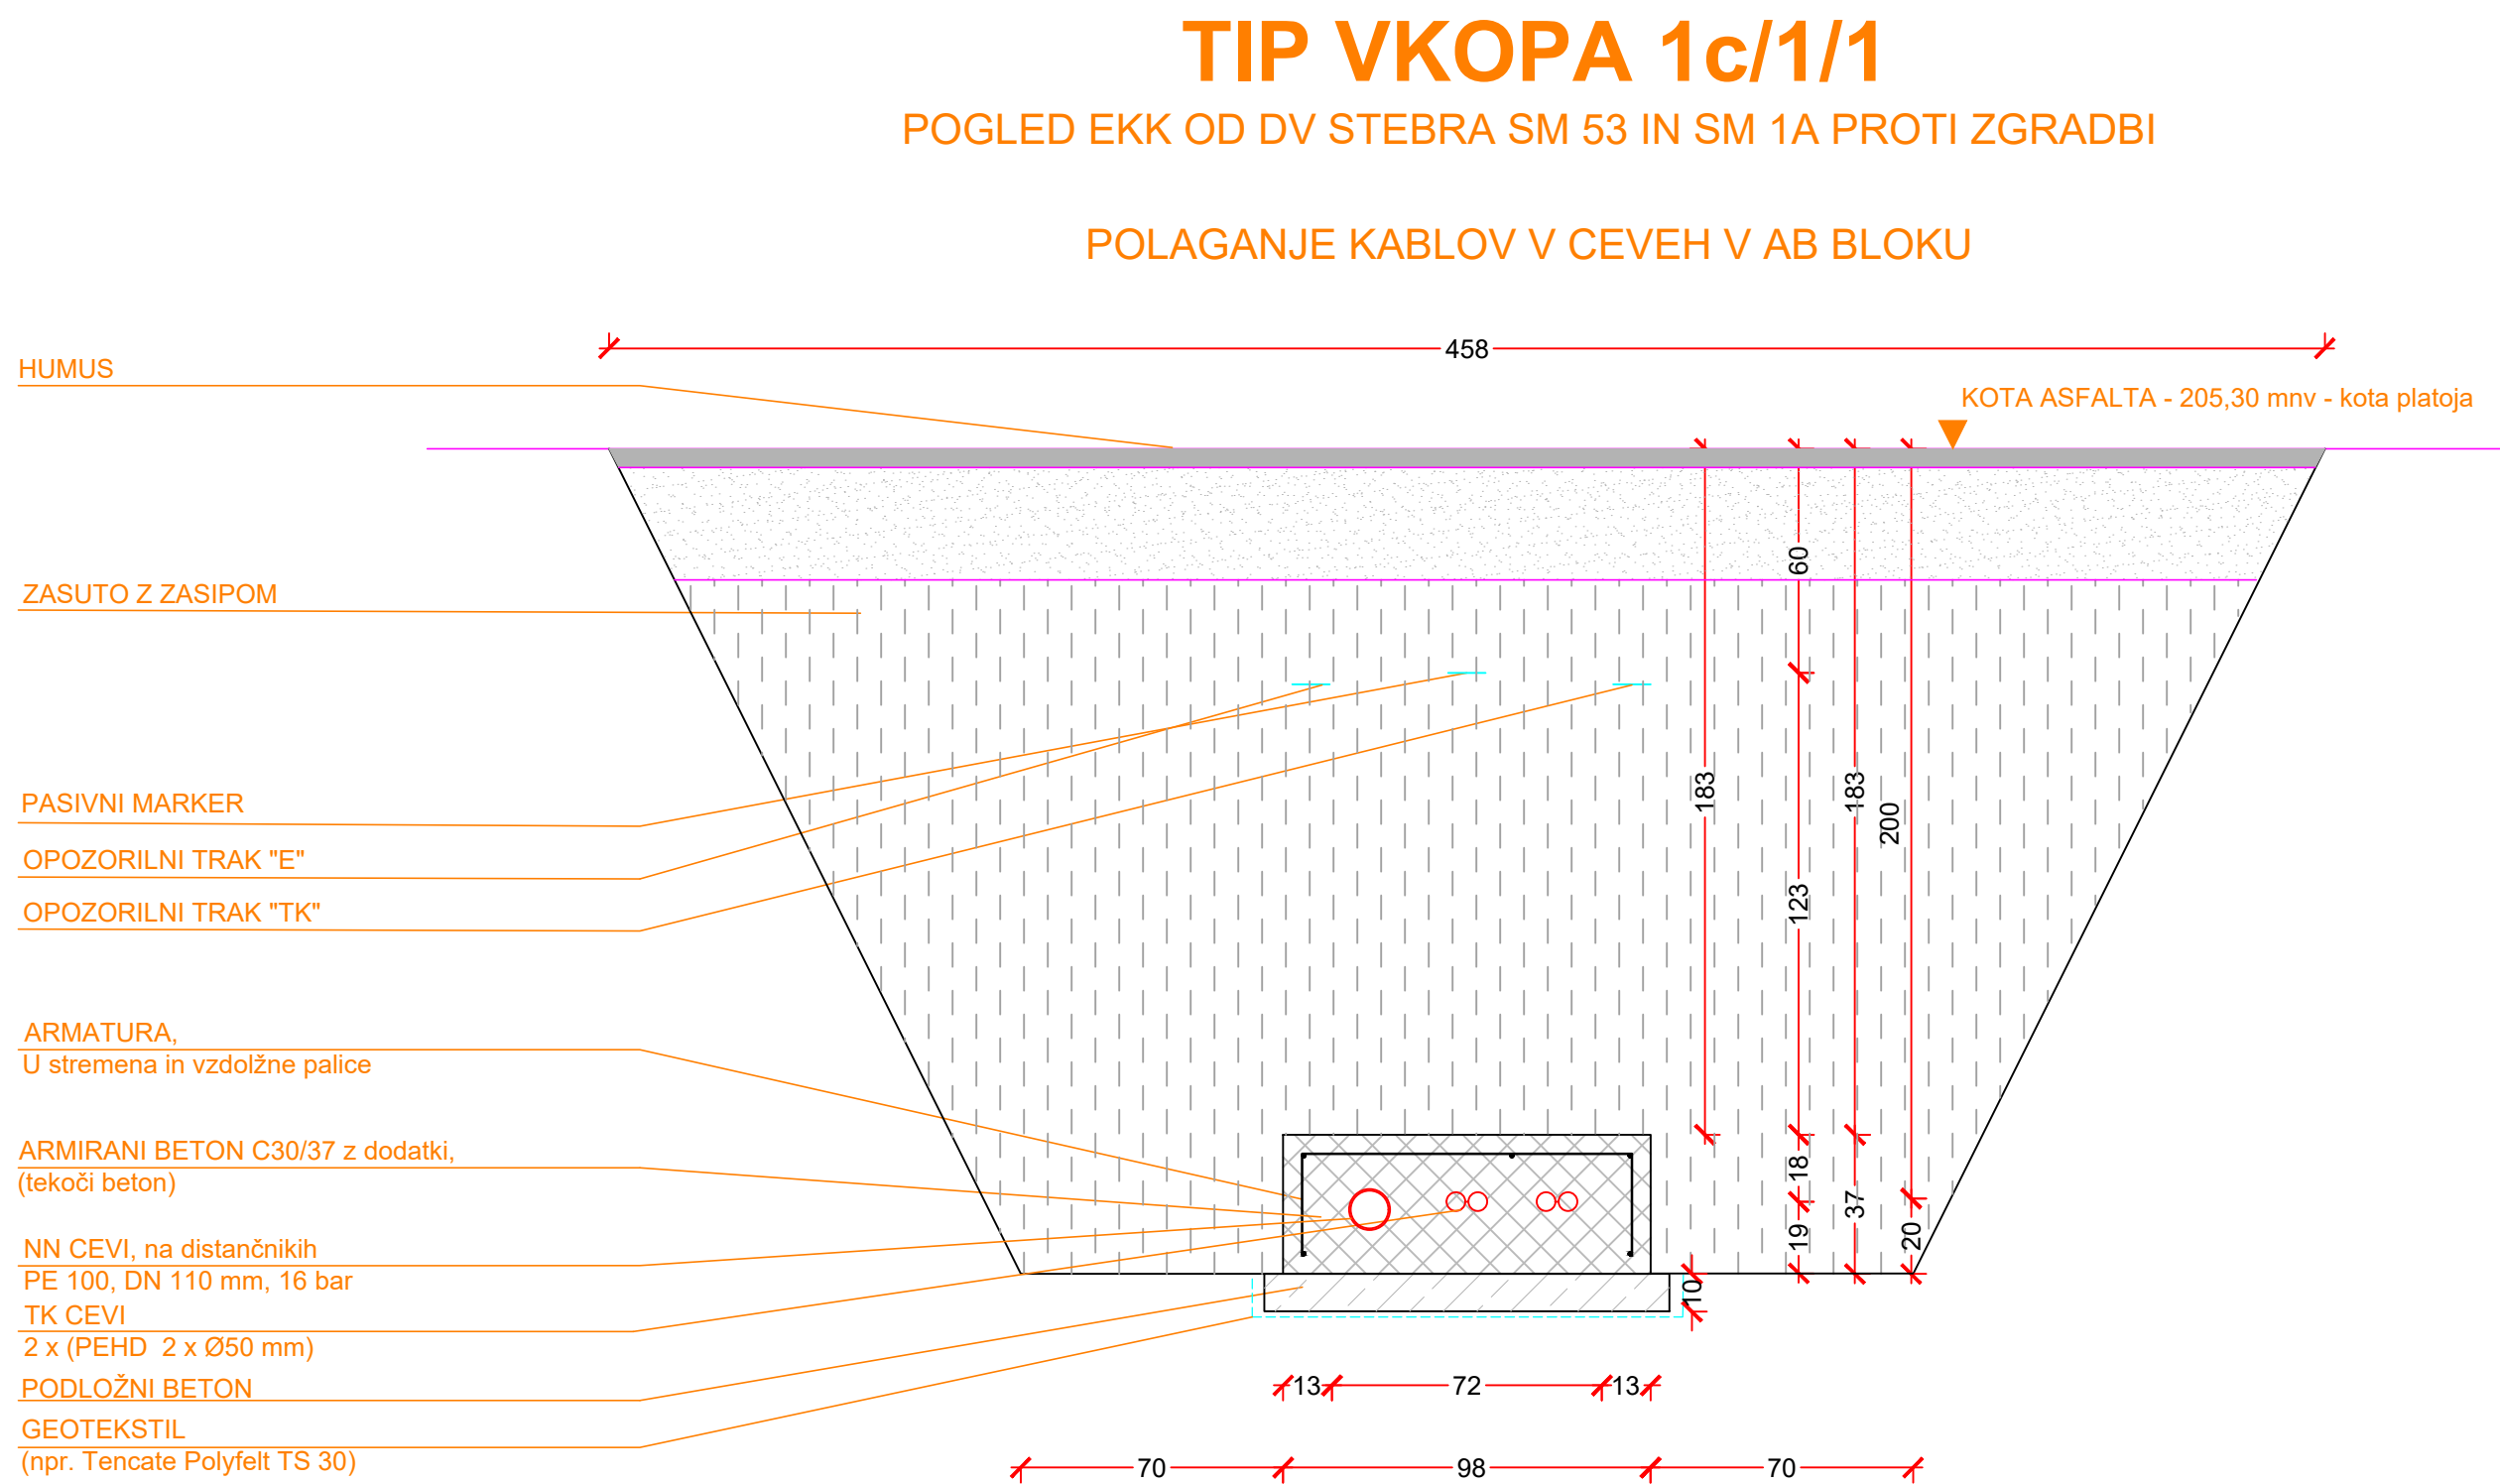 TIP VKOPA 1c/1/1
POGLED EKK OD DV STEBRA SM 53 IN SM 1A PROTI ZGRADBI
POLAGANJE KABLOV V CEVEH V AB BLOKU
458
HUMUS
KOTA ASFALTA - 205,30 mnv - kota platoja
60
ZASUTO Z ZASIPOM
183
183
200
PASIVNI MARKER
OPOZORILNI TRAK "E"
123
OPOZORILNI TRAK "TK"
ARMATURA,
U stremena in vzdolžne palice
ARMIRANI BETON C30/37 z dodatki,
(tekoči beton)
18
37
19
20
NN CEVI, na distančnikih
PE 100, DN 110 mm, 16 bar
10
TK CEVI
2 x (PEHD  2 x Ø50 mm)
PODLOŽNI BETON
13
72
13
GEOTEKSTIL
(npr. Tencate Polyfelt TS 30)
70
98
70